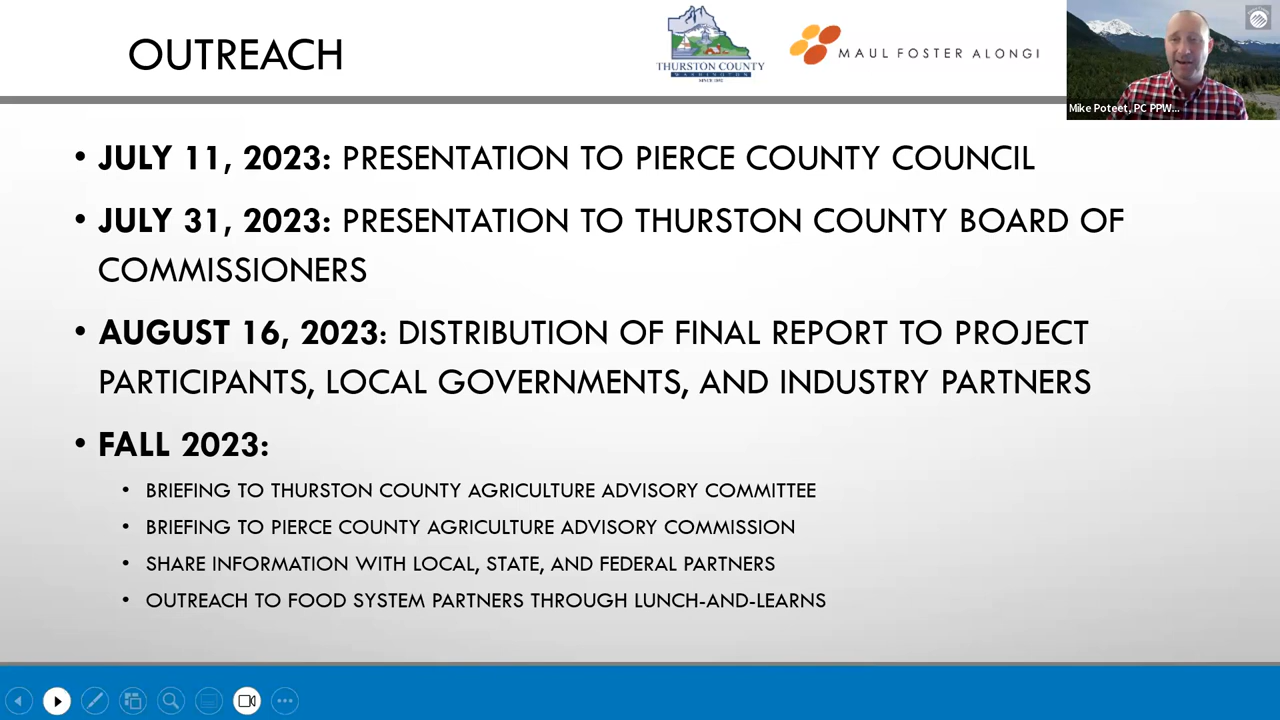 OUTREACH
THURSTON COUNTY
WASHINGTON
SINCE 1852
MAUL FOSTER ALONGI
Mike Poteet, PC PPW...
• JULY 11, 2023: PRESENTATION TO PIERCE COUNTY COUNCIL
• JULY 31, 2023: PRESENTATION TO THURSTON COUNTY BOARD OF
COMMISSIONERS
• AUGUST 16, 2023: DISTRIBUTION OF FINAL REPORT TO PROJECT
PARTICIPANTS, LOCAL GOVERNMENTS, AND INDUSTRY PARTNERS
• FALL 2023:
• BRIEFING TO THURSTON COUNTY AGRICULTURE ADVISORY COMMITTEE
• BRIEFING TO PIERCE COUNTY AGRICULTURE ADVISORY COMMISSION
• SHARE INFORMATION WITH LOCAL, STATE, AND FEDERAL PARTNERS
• OUTREACH TO FOOD SYSTEM PARTNERS THROUGH LUNCH-AND-LEARNS